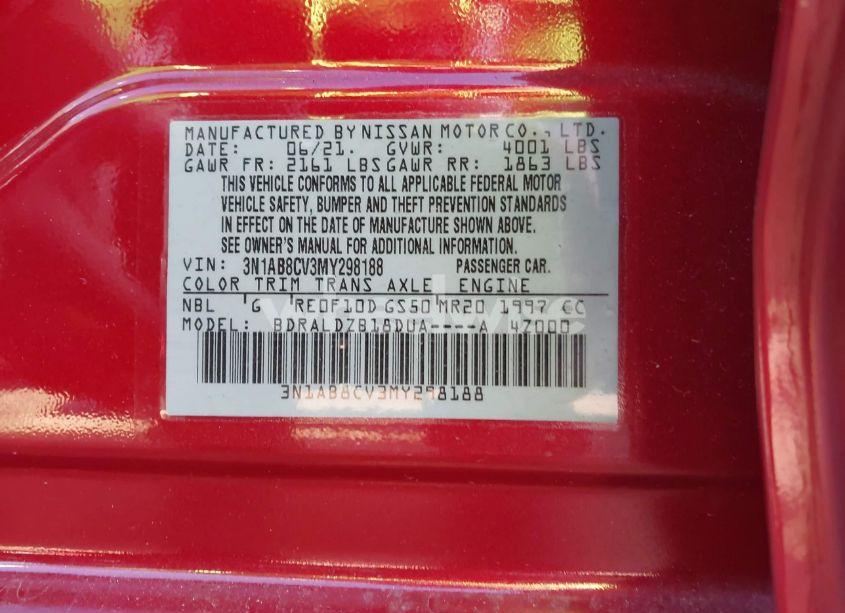 MANUFACTURED BY NISSAN MOTOR CO., LTD.
DATE: 06/21. GVWR: 4001 LBS
GAWR FR: 2161 LBS GAWR RR: 1863 LBS
THIS VEHICLE CONFORMS TO ALL APPLICABLE FEDERAL MOTOR
VEHICLE SAFETY, BUMPER AND THEFT PREVENTION STANDARDS
IN EFFECT ON THE DATE OF MANUFACTURE SHOWN ABOVE.
SEE OWNER'S MANUAL FOR ADDITIONAL INFORMATION.
VIN: 3N1AB8CV3MY298188 PASSENGER CAR.
COLOR TRIM TRANS AXLE ENGINE
NBL G RE0F10D GS50 MR20 1997 CC
MODEL: BDRALDZB18DUA----A 4Z000
3N1AB8CV3MY298188